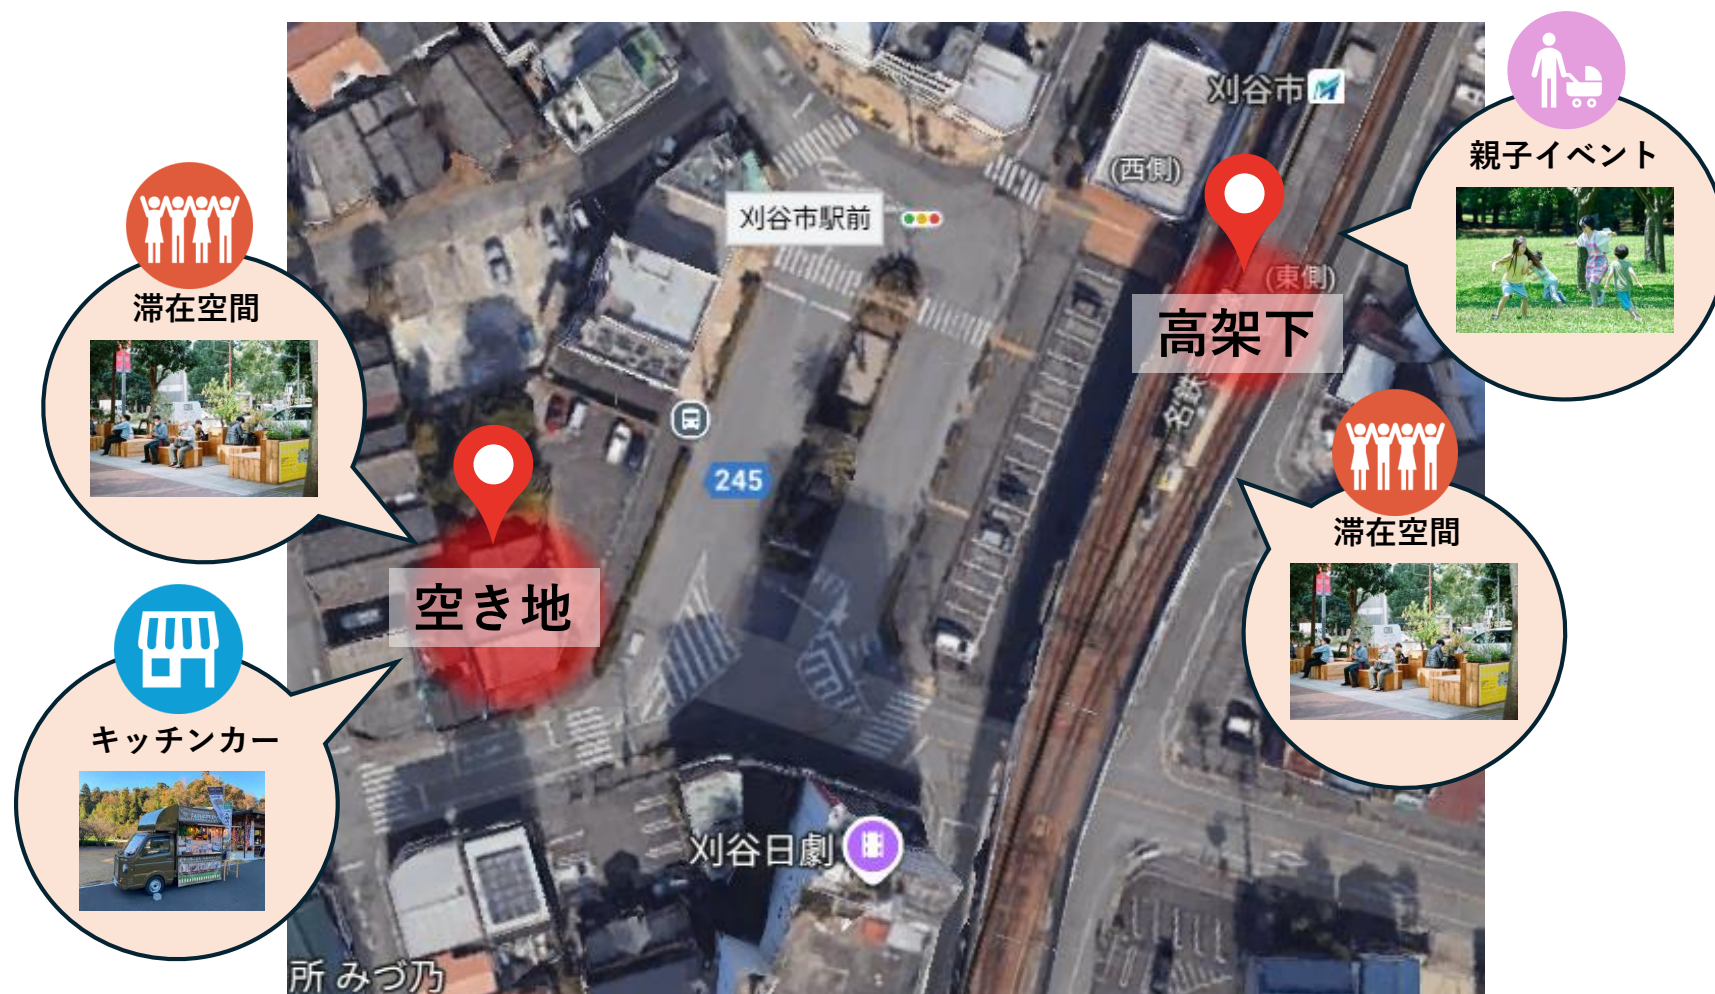 刈谷市
(西側)
親子イベント
刈谷市駅前
(東側)
滞在空間
高架下
名鉄三
245
滞在空間
空き地
キッチンカー
刈谷日劇
所 みづ乃